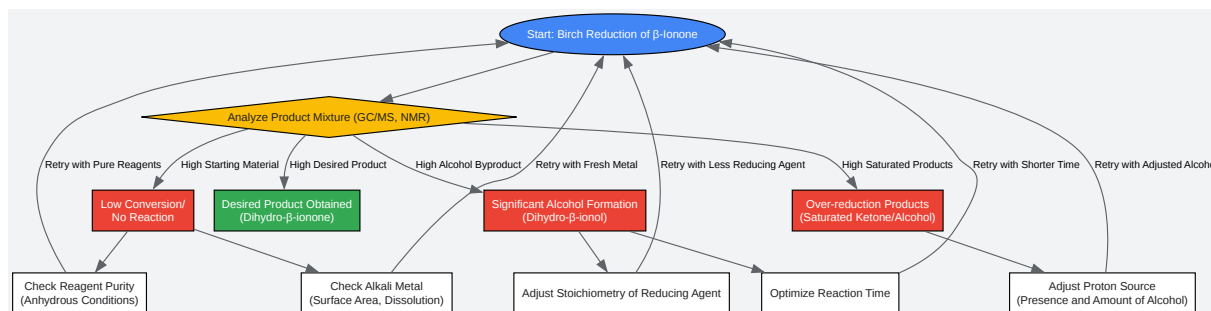 Start: Birch Reduction of β-Ionone
Analyze Product Mixture (GC/MS, NMR)
Retry with Pure Reagents
High Starting Material
High Desired Product
High Alcohol Byproduct
Retry with Fresh Metal
Retry with Less Reducing Agent
High Saturated Products
Retry with Shorter Time
Retry with Adjusted Alcoho
Low Conversion/
No Reaction
Desired Product Obtained
(Dihydro-β-ionone)
Significant Alcohol Formation
(Dihydro-β-ionol)
Over-reduction Products
(Saturated Ketone/Alcohol)
Check Reagent Purity
(Anhydrous Conditions)
Check Alkali Metal
(Surface Area, Dissolution)
Adjust Stoichiometry of Reducing Agent
Optimize Reaction Time
Adjust Proton Source
(Presence and Amount of Alcohol)